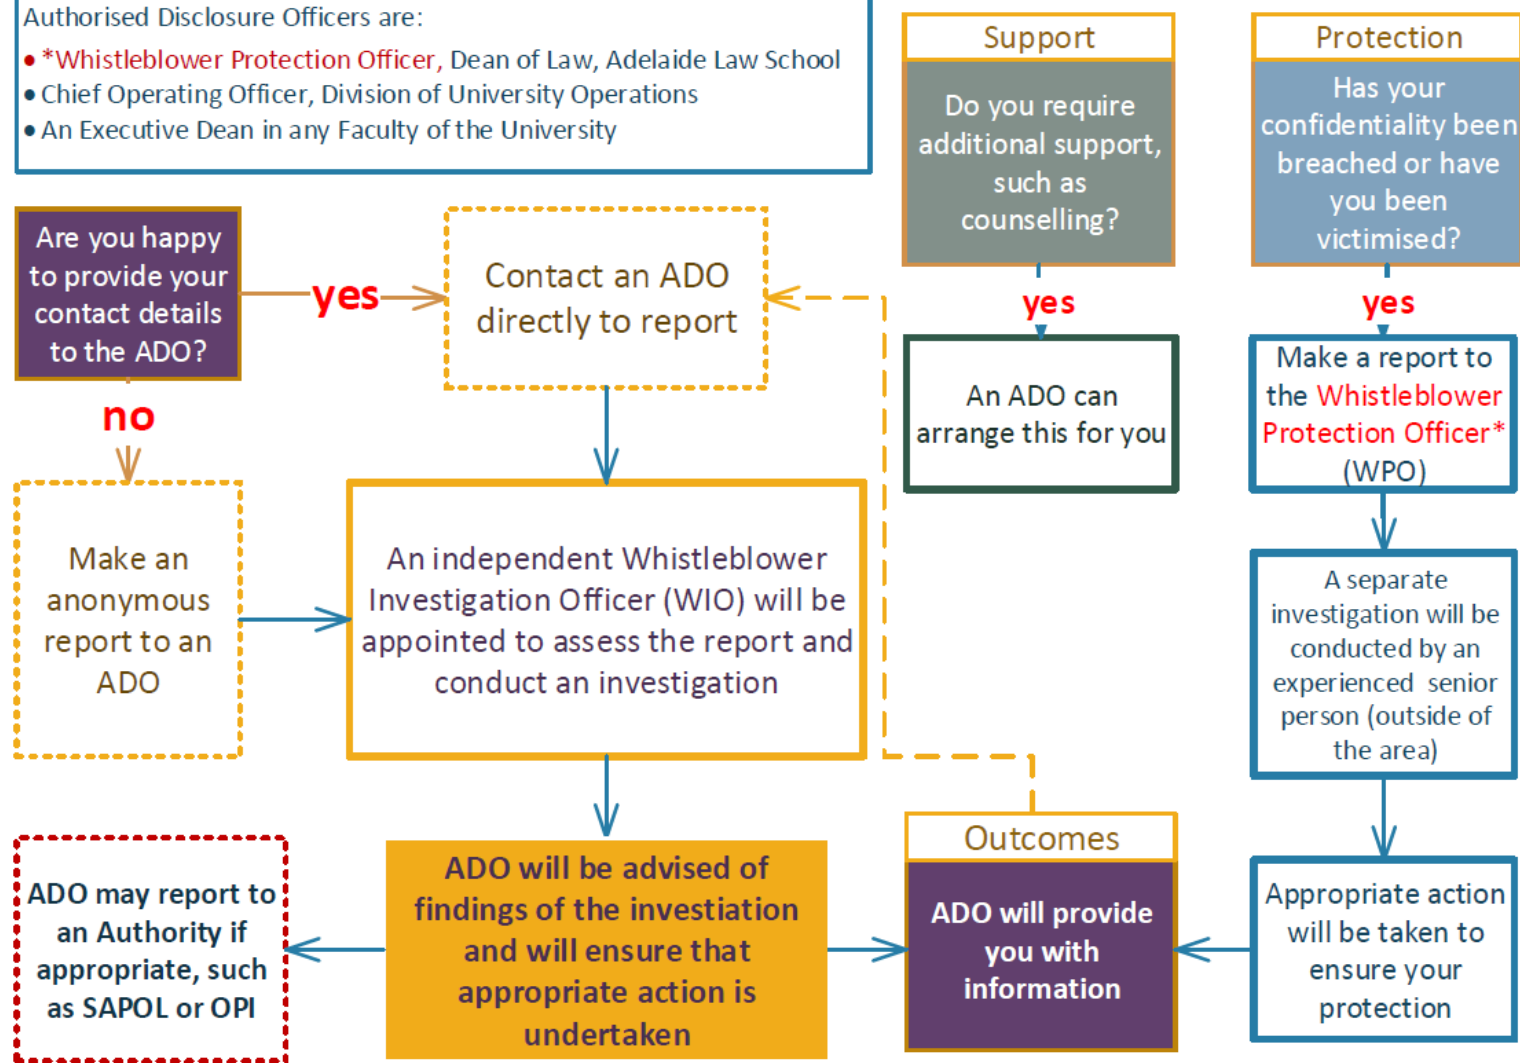 Authorised Disclosure Officers are:
• *Whistleblower Protection Officer, Dean of Law, Adelaide Law School
• Chief Operating Officer, Division of University Operations
• An Executive Dean in any Faculty of the University
Support
Do you require
additional support,
such as
counselling?
yes
An ADO can
arrange this for you
Protection
Has your
confidentiality been
breached or have
you been
victimised?
yes
Make a report to
the Whistleblower
Protection Officer*
(WPO)
A separate
investigation will be
conducted by an
experienced senior
person (outside of
the area)
Appropriate action
will be taken to
ensure your
protection
Are you happy
to provide your
contact details
to the ADO?
yes
Contact an ADO
directly to report
no
Make an
anonymous
report to an
ADO
An independent Whistleblower
Investigation Officer (WIO) will be
appointed to assess the report and
conduct an investigation
ADO may report to
an Authority if
appropriate, such
as SAPOL or OPI
ADO will be advised of
findings of the investiation
and will ensure that
appropriate action is
undertaken
Outcomes
ADO will provide
you with
information